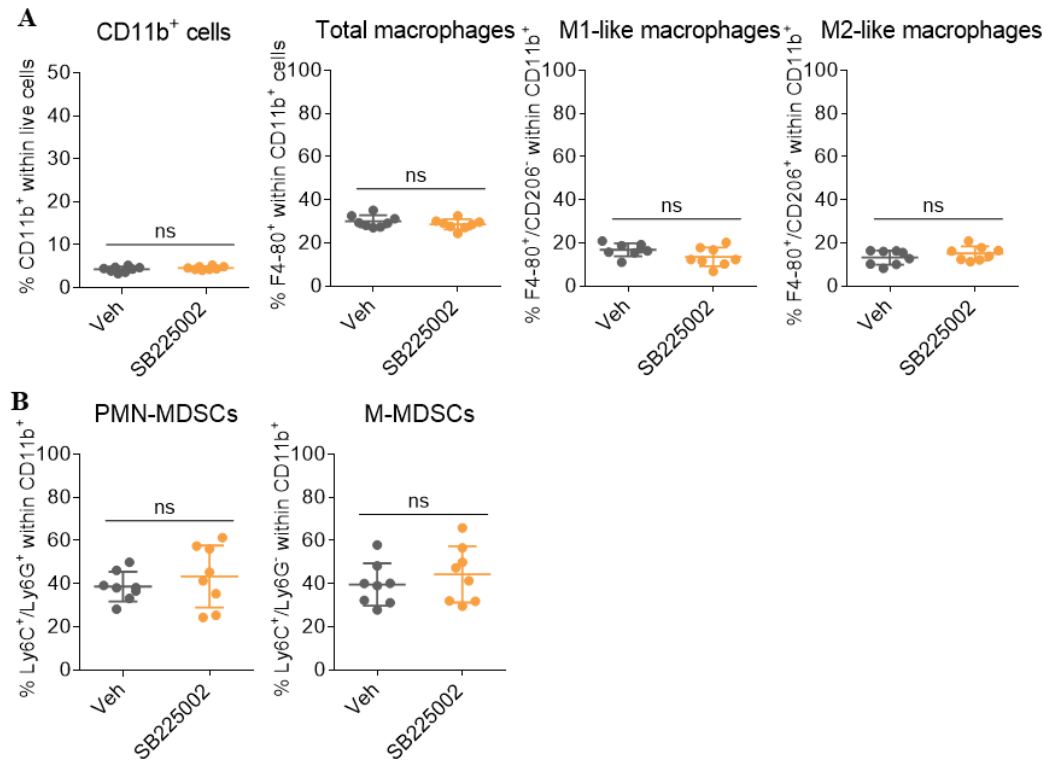 A
CD11b⁺ cells
% CD11b⁺ within live cells
50
40
30
20
10
0
ns
Veh
SB225002
Total macrophages
% F4-80⁺ within CD11b⁺ cells
100
80
60
40
20
0
ns
Veh
SB225002
M1-like macrophages
% F4-80⁺/CD206⁻ within CD11b⁺
100
80
60
40
20
0
ns
Veh
SB225002
M2-like macrophages
% F4-80⁺/CD206⁺ within CD11b⁺
100
80
60
40
20
0
ns
Veh
SB225002
B
PMN-MDSCs
% Ly6C⁺/Ly6G⁺ within CD11b⁺
100
80
60
40
20
0
ns
Veh
SB225002
M-MDSCs
% Ly6C⁺/Ly6G⁻ within CD11b⁺
100
80
60
40
20
0
ns
Veh
SB225002